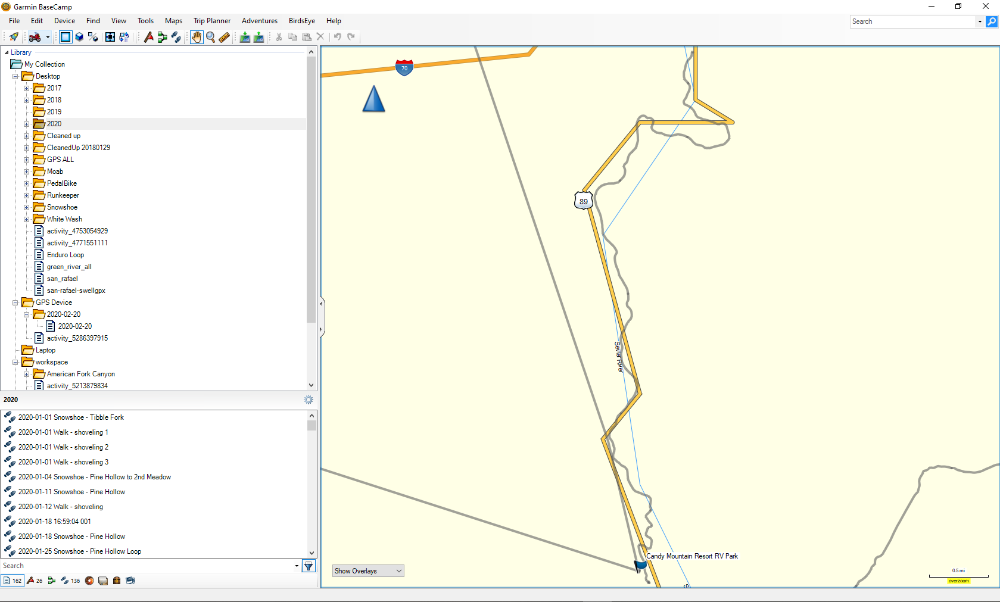 Garmin BaseCamp
File Edit Device Find View Tools Maps Trip Planner Adventures BirdsEye Help
Search
Library
My Collection
Desktop
2017
2018
2019
2020
Cleaned up
CleanedUp 20180129
GPS ALL
Moab
PedalBike
Runkeeper
Snowshoe
White Wash
activity_4753054929
activity_4771551111
Enduro Loop
green_river_all
san_rafael
san-rafael-swellgpx
GPS Device
2020-02-20
2020-02-20
activity_5286397915
Laptop
workspace
American Fork Canyon
activity_5213879834
2020
2020-01-01 Snowshoe - Tibble Fork
2020-01-01 Walk - shoveling 1
2020-01-01 Walk - shoveling 2
2020-01-01 Walk - shoveling 3
2020-01-04 Snowshoe - Pine Hollow to 2nd Meadow
2020-01-11 Snowshoe - Pine Hollow
2020-01-12 Walk - shoveling
2020-01-18 16:59:04 001
2020-01-18 Snowshoe - Pine Hollow
2020-01-25 Snowshoe - Pine Hollow Loop
Search
162 26 136
70
89
Sevier River
Candy Mountain Resort RV Park
Show Overlays
0.5 mi
overzoom